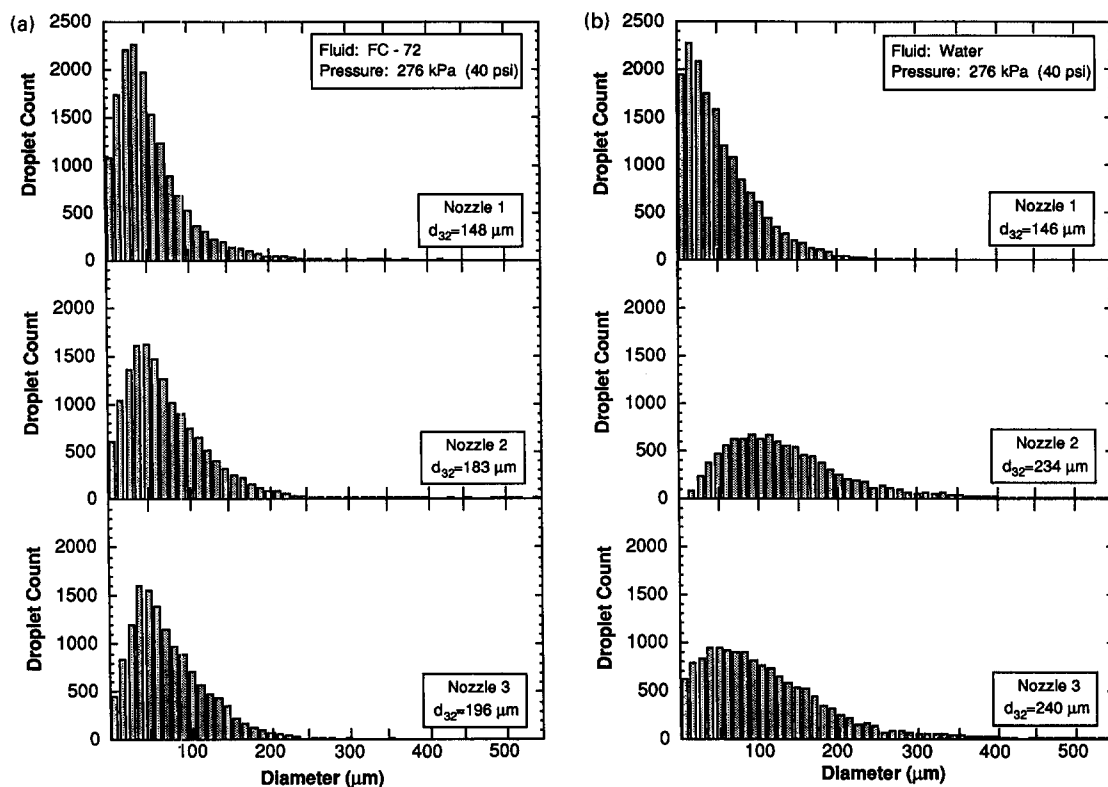 (a)
Droplet Count
2500
2000
1500
1000
500
0
Fluid: FC - 72
Pressure: 276 kPa (40 psi)
Nozzle 1
d32=148 μm
Droplet Count
2000
1500
1000
500
0
Nozzle 2
d32=183 μm
Droplet Count
2000
1500
1000
500
0
Nozzle 3
d32=196 μm
100 200 300 400 500
Diameter (μm)
(b)
Droplet Count
2500
2000
1500
1000
500
0
Fluid: Water
Pressure: 276 kPa (40 psi)
Nozzle 1
d32=146 μm
Droplet Count
2000
1500
1000
500
0
Nozzle 2
d32=234 μm
Droplet Count
2000
1500
1000
500
0
Nozzle 3
d32=240 μm
100 200 300 400 500
Diameter (μm)